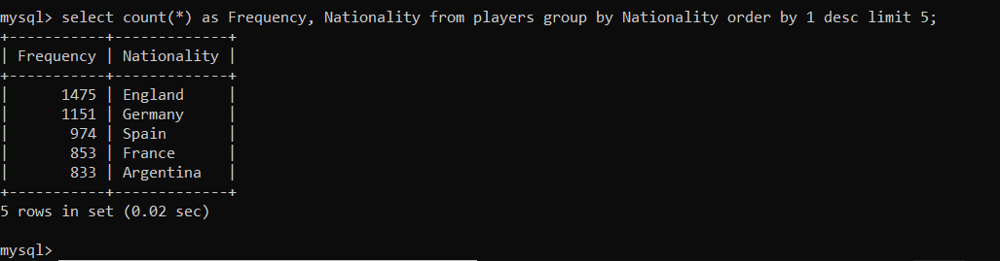 mysql> select count(*) as Frequency, Nationality from players group by Nationality order by 1 desc limit 5;
+-----------+-------------+
| Frequency | Nationality |
+-----------+-------------+
|      1475 | England     |
|      1151 | Germany     |
|       974 | Spain       |
|       853 | France      |
|       833 | Argentina   |
+-----------+-------------+
5 rows in set (0.02 sec)
mysql>